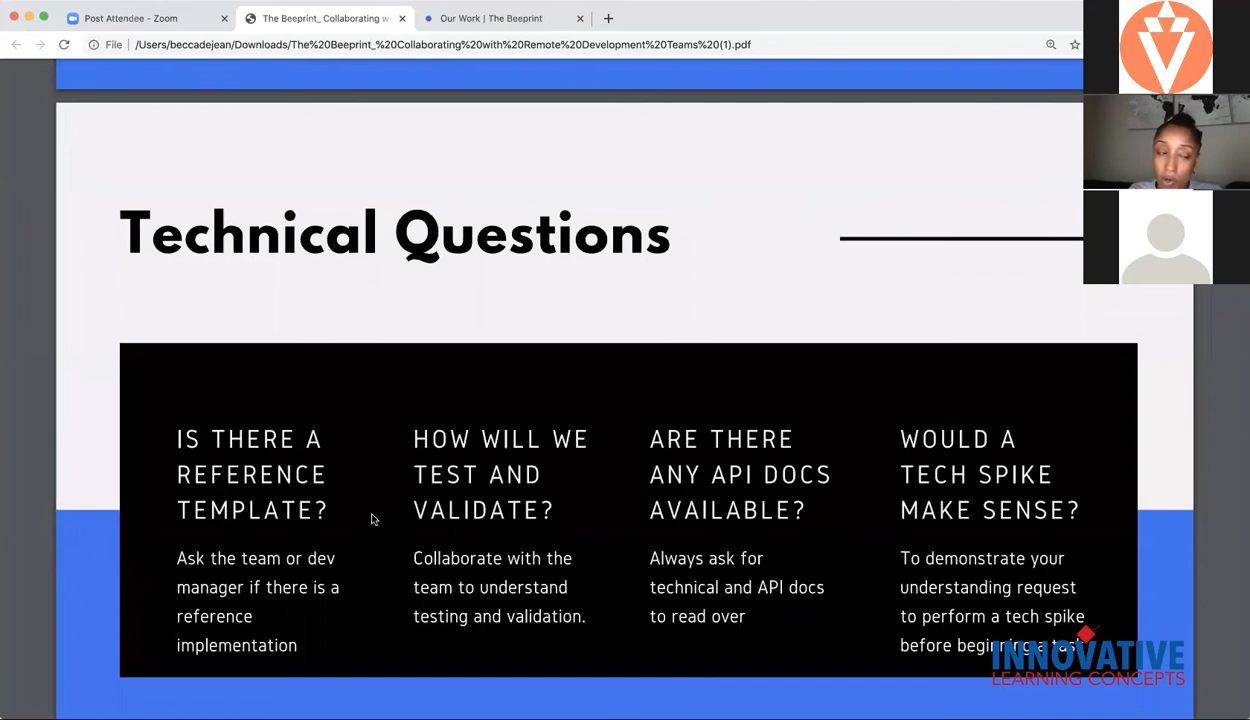 Post Attendee - Zoom
The Beeprint_ Collaborating w
Our Work | The Beeprint
File
/Users/beccadejean/Downloads/The%20Beeprint_%20Collaborating%20with%20Remote%20Development%20Teams%20(1).pdf
Technical Questions
IS THERE A
REFERENCE
TEMPLATE?
Ask the team or dev
manager if there is a
reference
implementation
HOW WILL WE
TEST AND
VALIDATE?
Collaborate with the
team to understand
testing and validation.
ARE THERE
ANY API DOCS
AVAILABLE?
Always ask for
technical and API docs
to read over
WOULD A
TECH SPIKE
MAKE SENSE?
To demonstrate your
understanding request
to perform a tech spike
before beginning a task
INNOVATIVE
LEARNING CONCEPTS